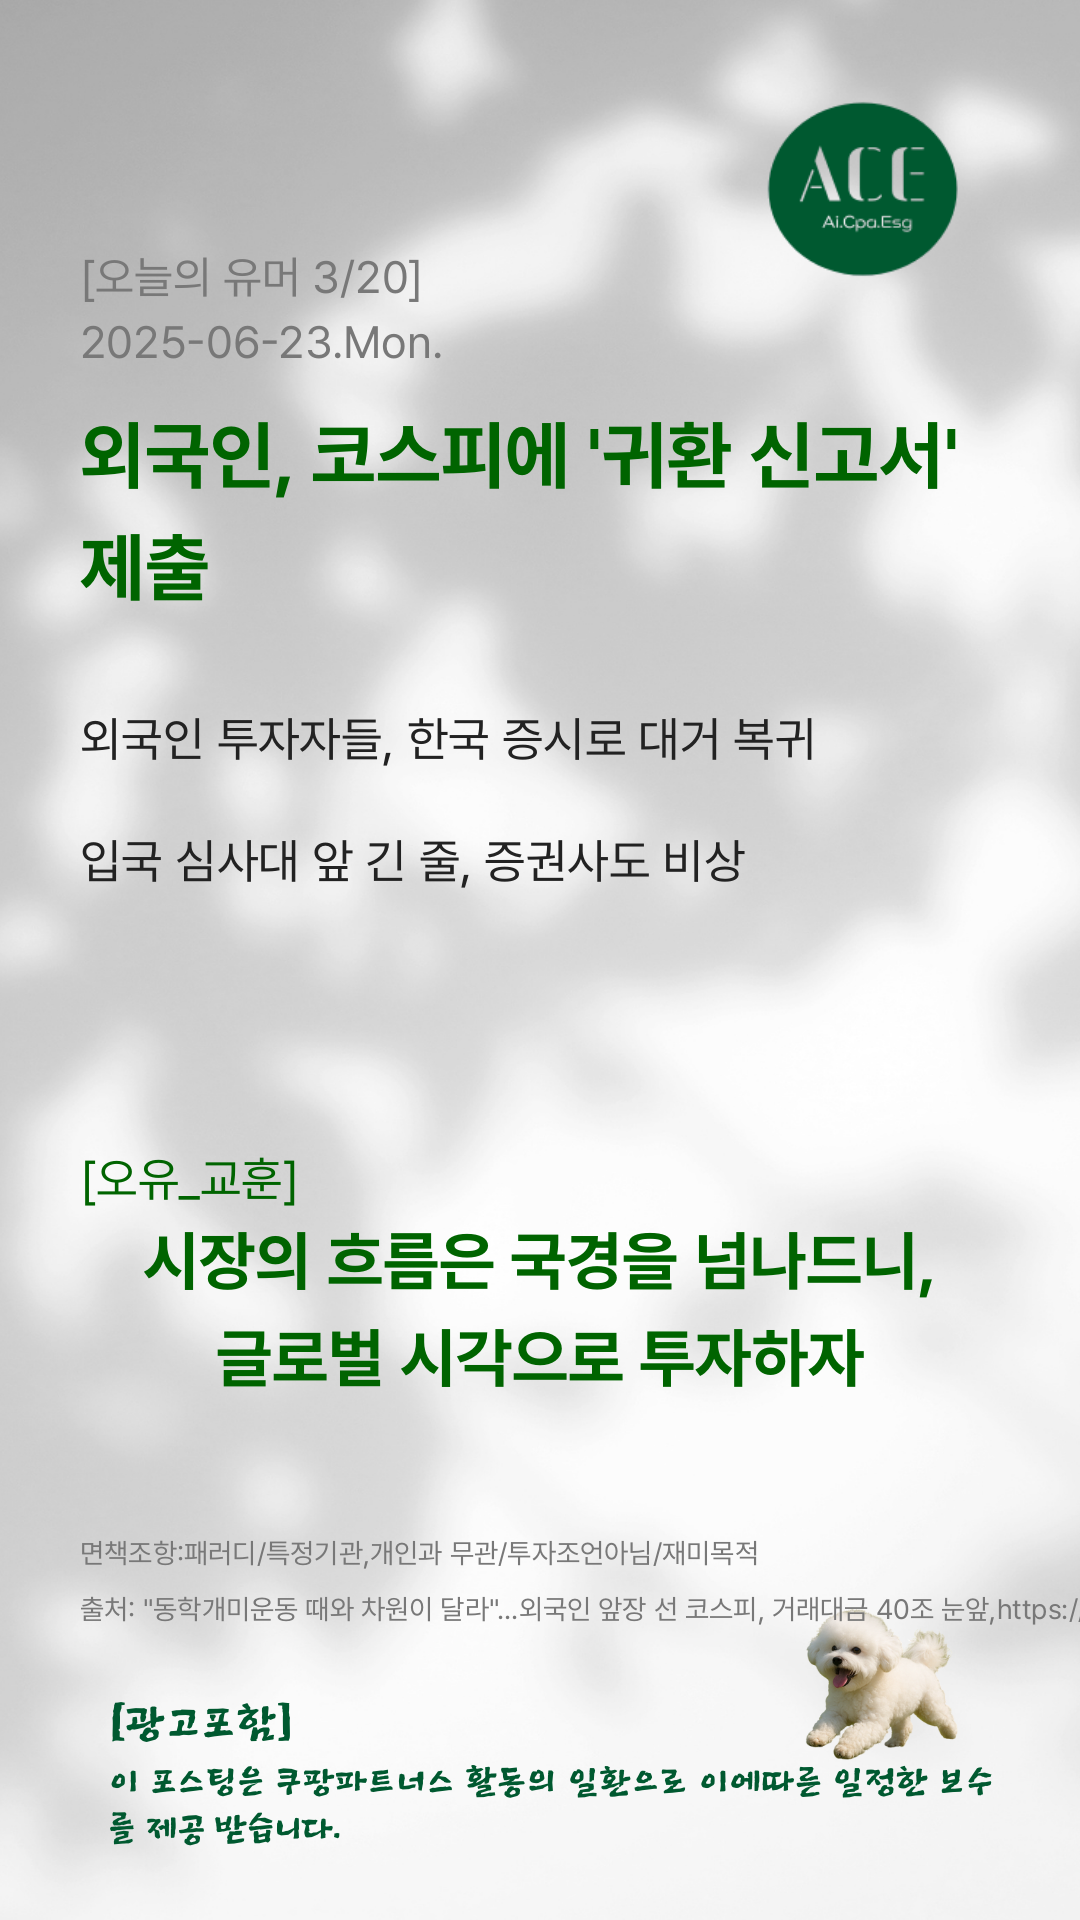 ACE
Ai.Cpa.Esg
[오늘의 유머 3/20]
2025-06-23.Mon.
외국인, 코스피에 '귀환 신고서'
제출
외국인 투자자들, 한국 증시로 대거 복귀
입국 심사대 앞 긴 줄, 증권사도 비상
[오유_교훈]
시장의 흐름은 국경을 넘나드니,
글로벌 시각으로 투자하자
면책조항:패러디/특정기관,개인과 무관/투자조언아님/재미목적
출처: "동학개미운동 때와 차원이 달라"...외국인 앞장 선 코스피, 거래대금 40조 눈앞,https:/
[광고포함]
이 포스팅은 쿠팡파트너스 활동의 일환으로 이에따른 일정한 보수
를 제공 받습니다.